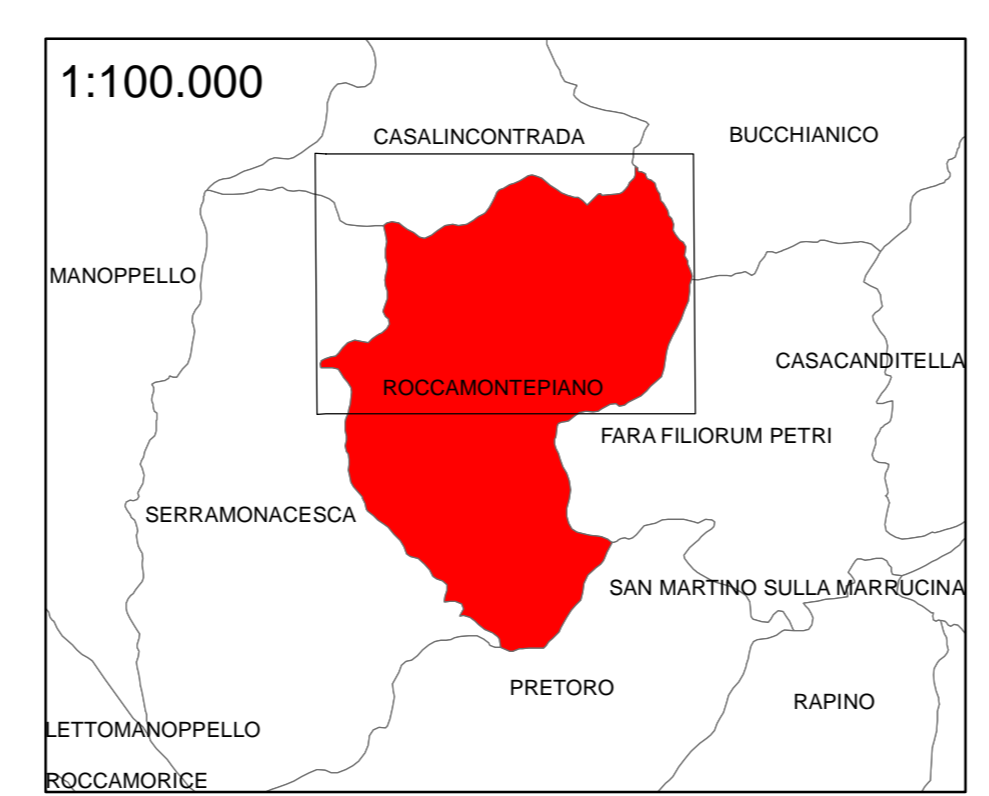 1:100.000
CASALINCONTRADA
BUCCHIANICO
MANOPPELLO
CASACANDITELLA
ROCCAMONTEPIANO
FARA FILIORUM PETRI
SERRAMONACESCA
SAN MARTINO SULLA MARRUCINA
PRETORO
RAPINO
LETTOMANOPPELLO
ROCCAMORICE